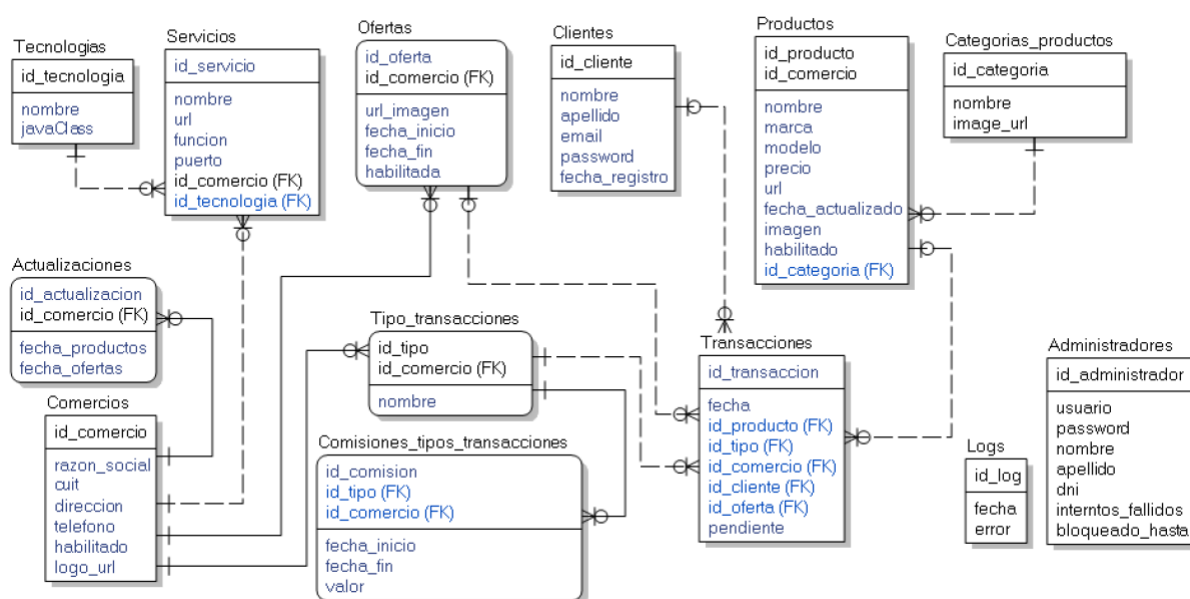 Tecnologias
id_tecnologia
nombre
javaClass
Servicios
id_servicio
nombre
url
funcion
puerto
id_comercio (FK)
id_tecnologia (FK)
Ofertas
id_oferta
id_comercio (FK)
url_imagen
fecha_inicio
fecha_fin
habilitada
Clientes
id_cliente
nombre
apellido
email
password
fecha_registro
Productos
id_producto
id_comercio
nombre
marca
modelo
precio
url
fecha_actualizado
imagen
habilitado
id_categoria (FK)
Categorias_productos
id_categoria
nombre
image_url
Actualizaciones
id_actualizacion
id_comercio (FK)
fecha_productos
fecha_ofertas
Comercios
id_comercio
razon_social
cuit
direccion
telefono
habilitado
logo_url
Tipo_transacciones
id_tipo
id_comercio (FK)
nombre
Comisiones_tipos_transacciones
id_comision
id_tipo (FK)
id_comercio (FK)
fecha_inicio
fecha_fin
valor
Transacciones
id_transaccion
fecha
id_producto (FK)
id_tipo (FK)
id_comercio (FK)
id_cliente (FK)
id_oferta (FK)
pendiente
Logs
id_log
fecha
error
Administradores
id_administrador
usuario
password
nombre
apellido
dni
interntos_fallidos
bloqueado_hasta